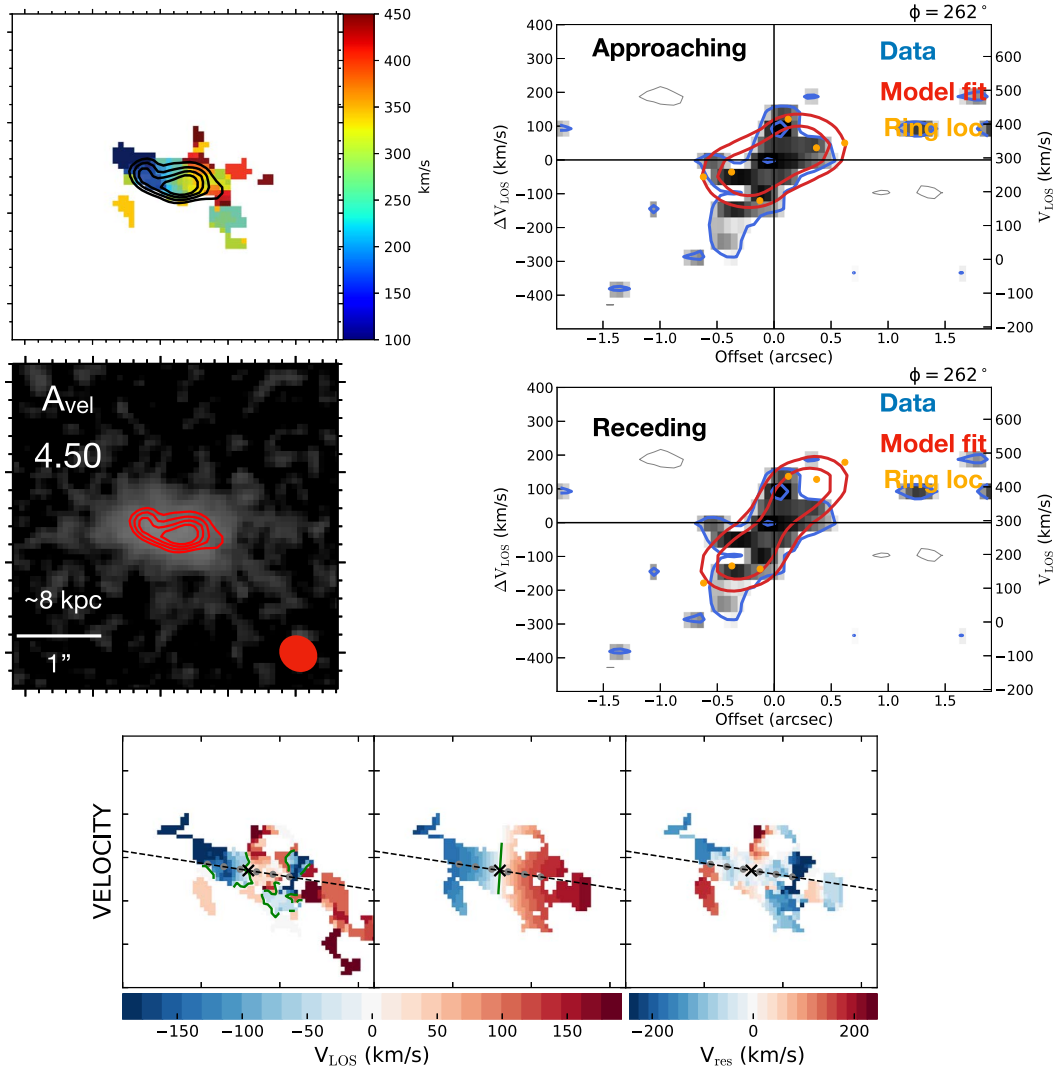 450
400
350
300
250
200
150
100
km/s
ϕ = 262°
Approaching
Data
Model fit
Ring loc
400
300
200
100
0
−100
−200
−300
−400
ΔV_LOS (km/s)
600
500
400
300
200
100
0
−100
−200
V_LOS (km/s)
−1.5 −1.0 −0.5 0.0 0.5 1.0 1.5
Offset (arcsec)
A_vel
4.50
~8 kpc
1”
ϕ = 262°
Receding
Data
Model fit
Ring loc
400
300
200
100
0
−100
−200
−300
−400
ΔV_LOS (km/s)
600
500
400
300
200
100
0
−100
−200
V_LOS (km/s)
−1.5 −1.0 −0.5 0.0 0.5 1.0 1.5
Offset (arcsec)
VELOCITY
−150 −100 −50 0 50 100 150
V_LOS (km/s)
−200 0 200
V_res (km/s)